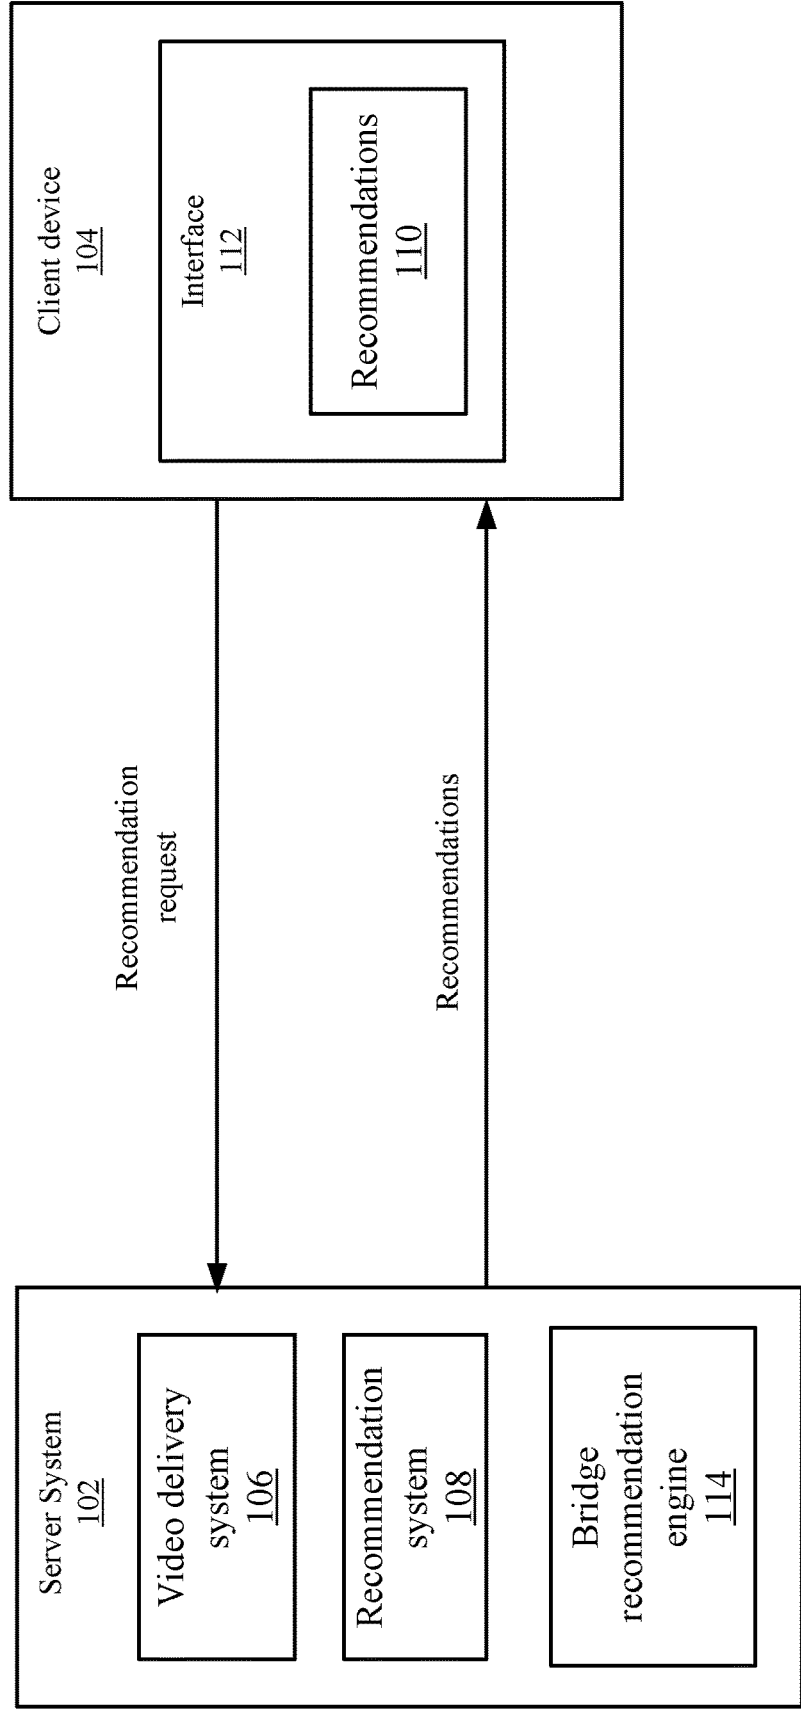 Server System
102
Video delivery
system
106
Recommendation
system
108
Bridge
recommendation
engine
114
Recommendation
request
Recommendations
Client device
104
Interface
112
Recommendations
110